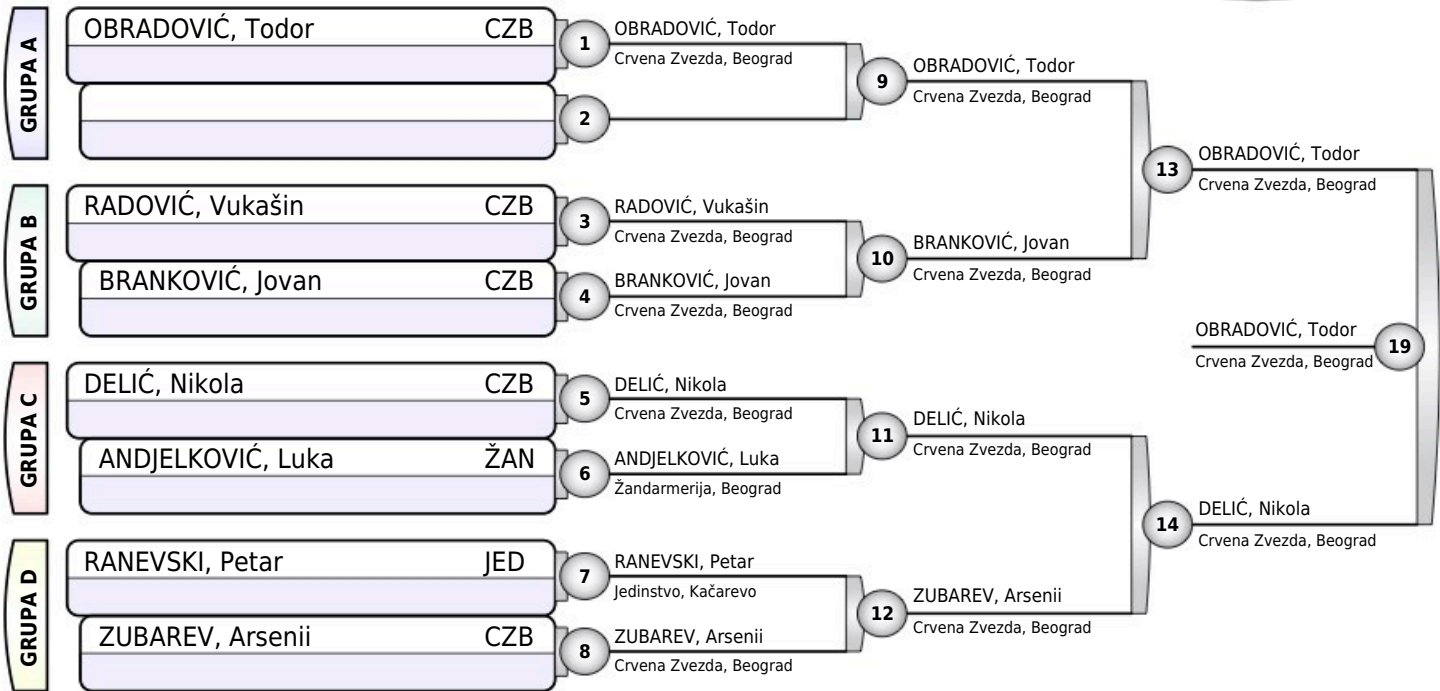 GRUPA A
OBRADOVIĆ, Todor CZB
1
OBRADOVIĆ, Todor
Crvena Zvezda, Beograd
2
9
OBRADOVIĆ, Todor
Crvena Zvezda, Beograd
GRUPA B
RADOVIĆ, Vukašin CZB
3
RADOVIĆ, Vukašin
Crvena Zvezda, Beograd
BRANKOVIĆ, Jovan CZB
4
BRANKOVIĆ, Jovan
Crvena Zvezda, Beograd
10
BRANKOVIĆ, Jovan
Crvena Zvezda, Beograd
13
OBRADOVIĆ, Todor
Crvena Zvezda, Beograd
GRUPA C
DELIĆ, Nikola CZB
5
DELIĆ, Nikola
Crvena Zvezda, Beograd
ANDJELKOVIĆ, Luka ŽAN
6
ANDJELKOVIĆ, Luka
Žandarmerija, Beograd
11
DELIĆ, Nikola
Crvena Zvezda, Beograd
GRUPA D
RANEVSKI, Petar JED
7
RANEVSKI, Petar
Jedinstvo, Kačarevo
ZUBAREV, Arsenii CZB
8
ZUBAREV, Arsenii
Crvena Zvezda, Beograd
12
ZUBAREV, Arsenii
Crvena Zvezda, Beograd
14
DELIĆ, Nikola
Crvena Zvezda, Beograd
OBRADOVIĆ, Todor
Crvena Zvezda, Beograd
19